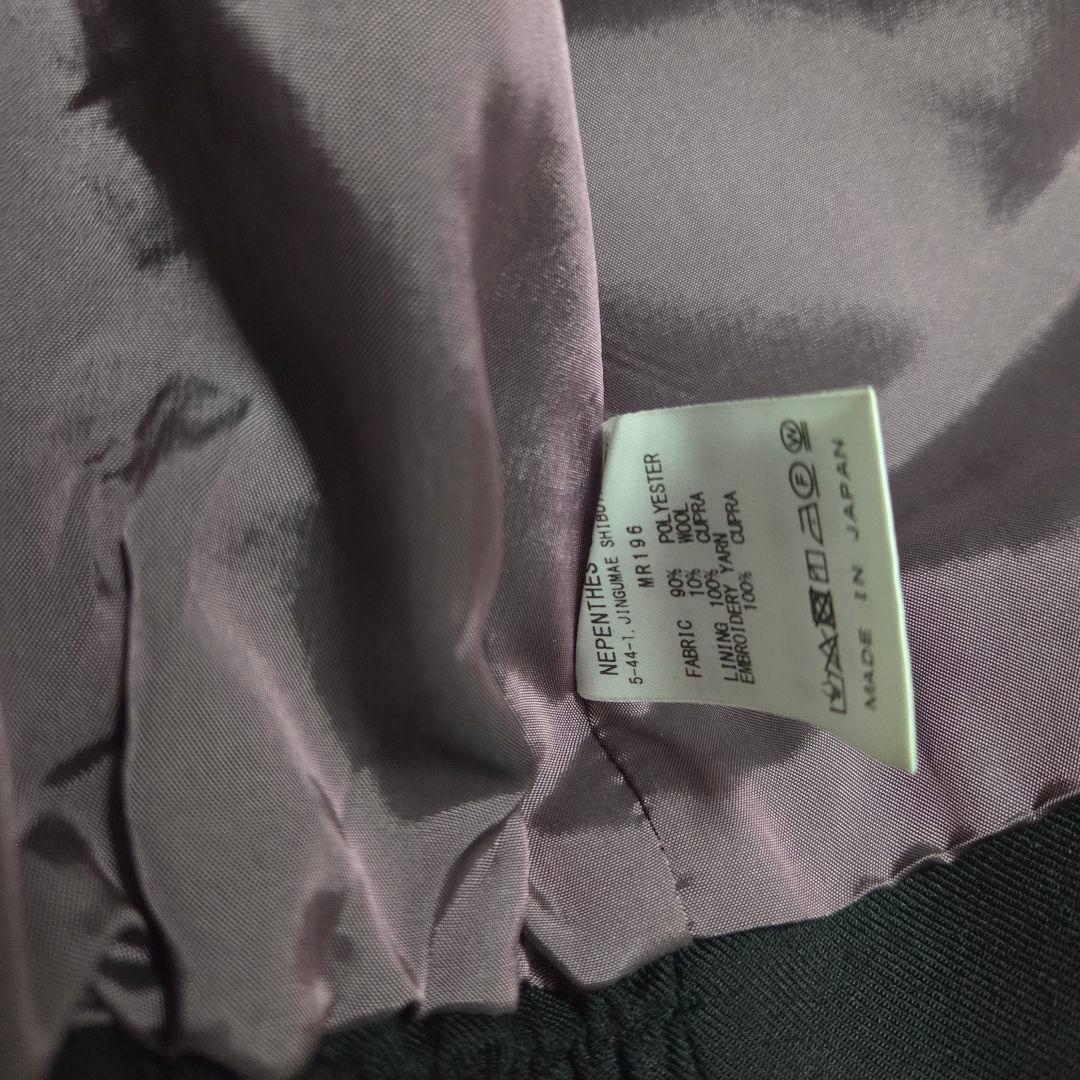 NEPENTHES
5-44-1, JINGUMAE
MR196
FABRIC 90% POLYESTER
10% WOOL
LINING 100% CUPRA
EMBROIDERY YARN
100% CUPRA
F W
MADE IN JAPAN